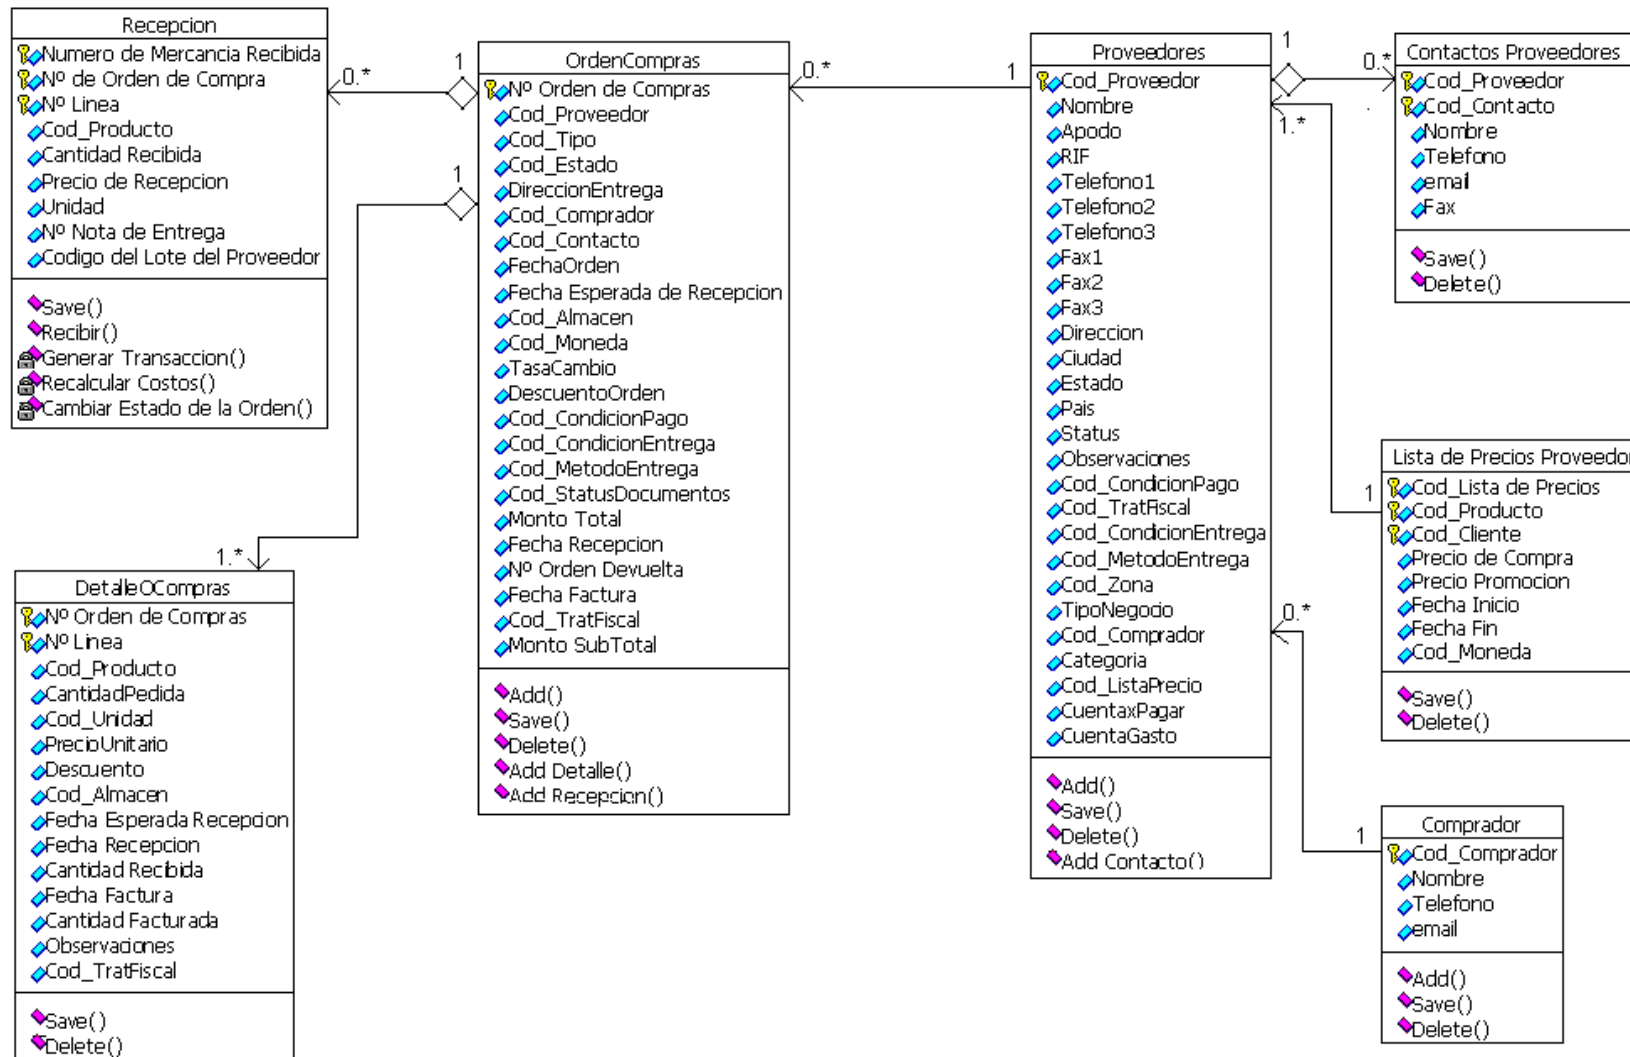 Recepcion
Numero de Mercancia Recibida
Nº de Orden de Compra
Nº Linea
Cod_Producto
Cantidad Recibida
Precio de Recepcion
Unidad
Nº Nota de Entrega
Codigo del Lote del Proveedor
Save()
Recibir()
Generar Transaccion()
Recalcular Costos()
Cambiar Estado de la Orden()
0.*
1
1
1.*
DetalleOCompras
Nº Orden de Compras
Nº Linea
Cod_Producto
CantidadPedida
Cod_Unidad
PrecioUnitario
Descuento
Cod_Almacen
Fecha Esperada Recepcion
Fecha Recepcion
Cantidad Recibida
Fecha Factura
Cantidad Facturada
Observaciones
Cod_TratFiscal
Save()
Delete()
OrdenCompras
Nº Orden de Compras
Cod_Proveedor
Cod_Tipo
Cod_Estado
DireccionEntrega
Cod_Comprador
Cod_Contacto
FechaOrden
Fecha Esperada de Recepcion
Cod_Almacen
Cod_Moneda
TasaCambio
DescuentoOrden
Cod_CondicionPago
Cod_CondicionEntrega
Cod_MetodoEntrega
Cod_StatusDocumentos
Monto Total
Fecha Recepcion
Nº Orden Devuelta
Fecha Factura
Cod_TratFiscal
Monto SubTotal
Add()
Save()
Delete()
Add Detalle()
Add Recepcion()
0.*
1
Proveedores
Cod_Proveedor
Nombre
Apodo
RIF
Telefono1
Telefono2
Telefono3
Fax1
Fax2
Fax3
Direccion
Ciudad
Estado
Pais
Status
Observaciones
Cod_CondicionPago
Cod_TratFiscal
Cod_CondicionEntrega
Cod_MetodoEntrega
Cod_Zona
TipoNegocio
Cod_Comprador
Categoria
Cod_ListaPrecio
CuentaxPagar
CuentaGasto
Add()
Save()
Delete()
Add Contacto()
1
0.*
1.*
1
0.*
1
Contactos Proveedores
Cod_Proveedor
Cod_Contacto
Nombre
Telefono
email
Fax
Save()
Delete()
Lista de Precios Proveedor
Cod_Lista de Precios
Cod_Producto
Cod_Cliente
Precio de Compra
Precio Promocion
Fecha Inicio
Fecha Fin
Cod_Moneda
Save()
Delete()
Comprador
Cod_Comprador
Nombre
Telefono
email
Add()
Save()
Delete()